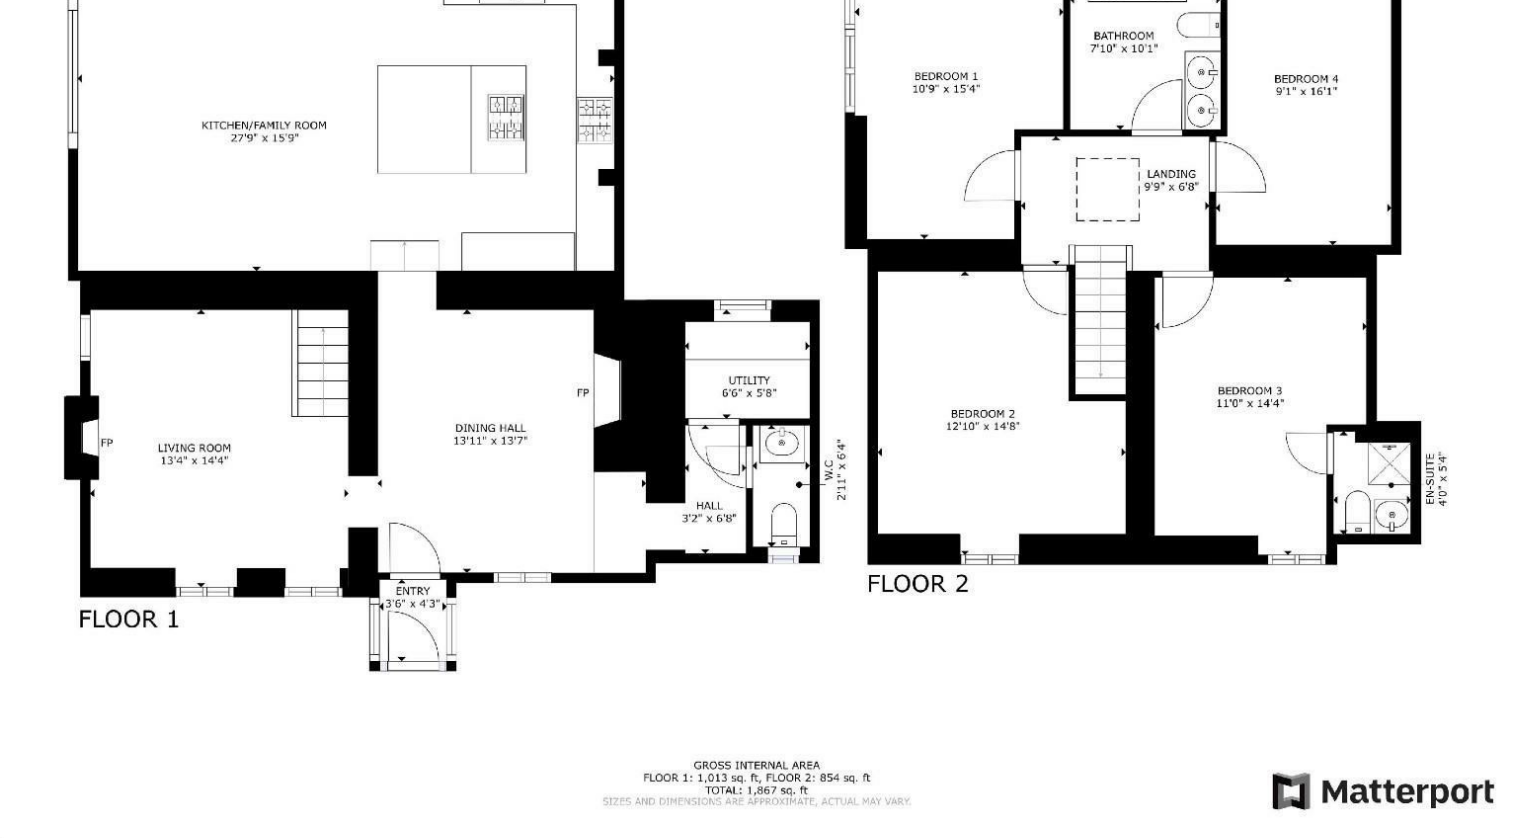 KITCHEN/FAMILY ROOM
27'9" x 15'9"
LIVING ROOM
13'4" x 14'4"
FP
DINING HALL
13'11" x 13'7"
FP
UTILITY
6'6" x 5'8"
HALL
3'2" x 6'8"
W.C
2'11" x 6'4"
ENTRY
3'6" x 4'3"
FLOOR 1
BEDROOM 1
10'9" x 15'4"
BATHROOM
7'10" x 10'1"
BEDROOM 4
9'1" x 16'1"
LANDING
9'9" x 6'8"
BEDROOM 2
12'10" x 14'8"
BEDROOM 3
11'0" x 14'4"
EN-SUITE
4'0" x 5'4"
FLOOR 2
GROSS INTERNAL AREA
FLOOR 1: 1,013 sq. ft, FLOOR 2: 854 sq. ft
TOTAL: 1,867 sq. ft
SIZES AND DIMENSIONS ARE APPROXIMATE, ACTUAL MAY VARY.
Matterport